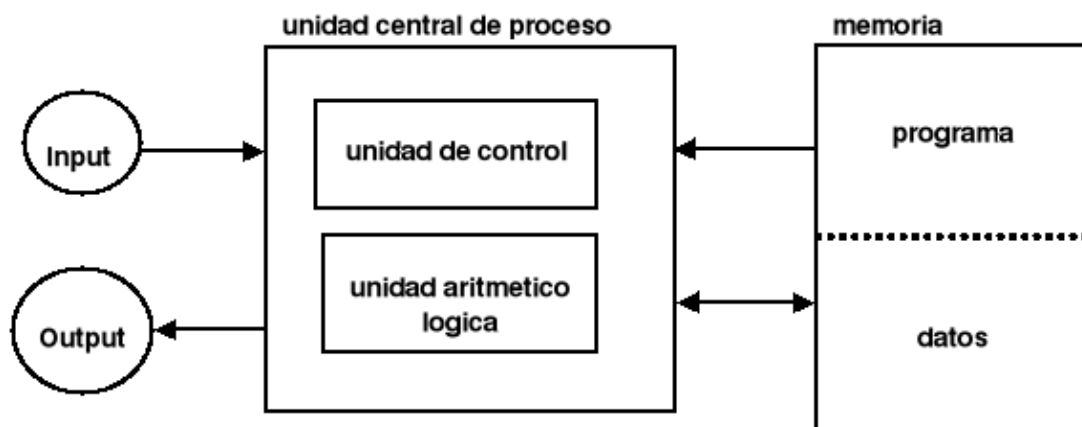 unidad central de proceso
memoria
Input
unidad de control
programa
unidad aritmetico
logica
Output
datos